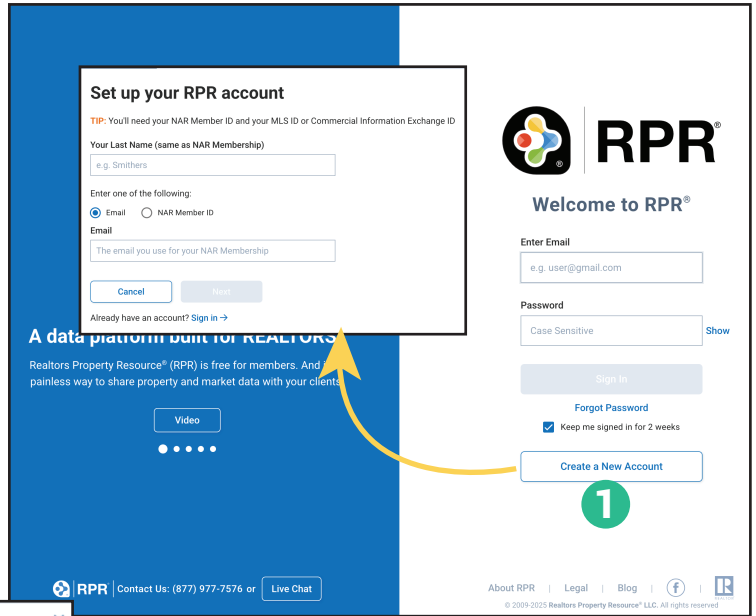 Set up your RPR account
TIP: You'll need your NAR Member ID and your MLS ID or Commercial Information Exchange ID
Your Last Name (same as NAR Membership)
e.g. Smithers
Enter one of the following:
Email
NAR Member ID
Email
The email you use for your NAR Membership
Cancel
Next
Already have an account? Sign in →
A data platform built for REALTORS
Realtors Property Resource® (RPR) is free for members. And
painless way to share property and market data with your clients
Video
RPR
Contact Us: (877) 977-7576 or
Live Chat
RPR®
Welcome to RPR®
Enter Email
e.g. user@gmail.com
Password
Case Sensitive
Show
Sign In
Forgot Password
Keep me signed in for 2 weeks
Create a New Account
1
About RPR | Legal | Blog |
© 2009-2025 Realtors Property Resource® LLC. All rights reserved